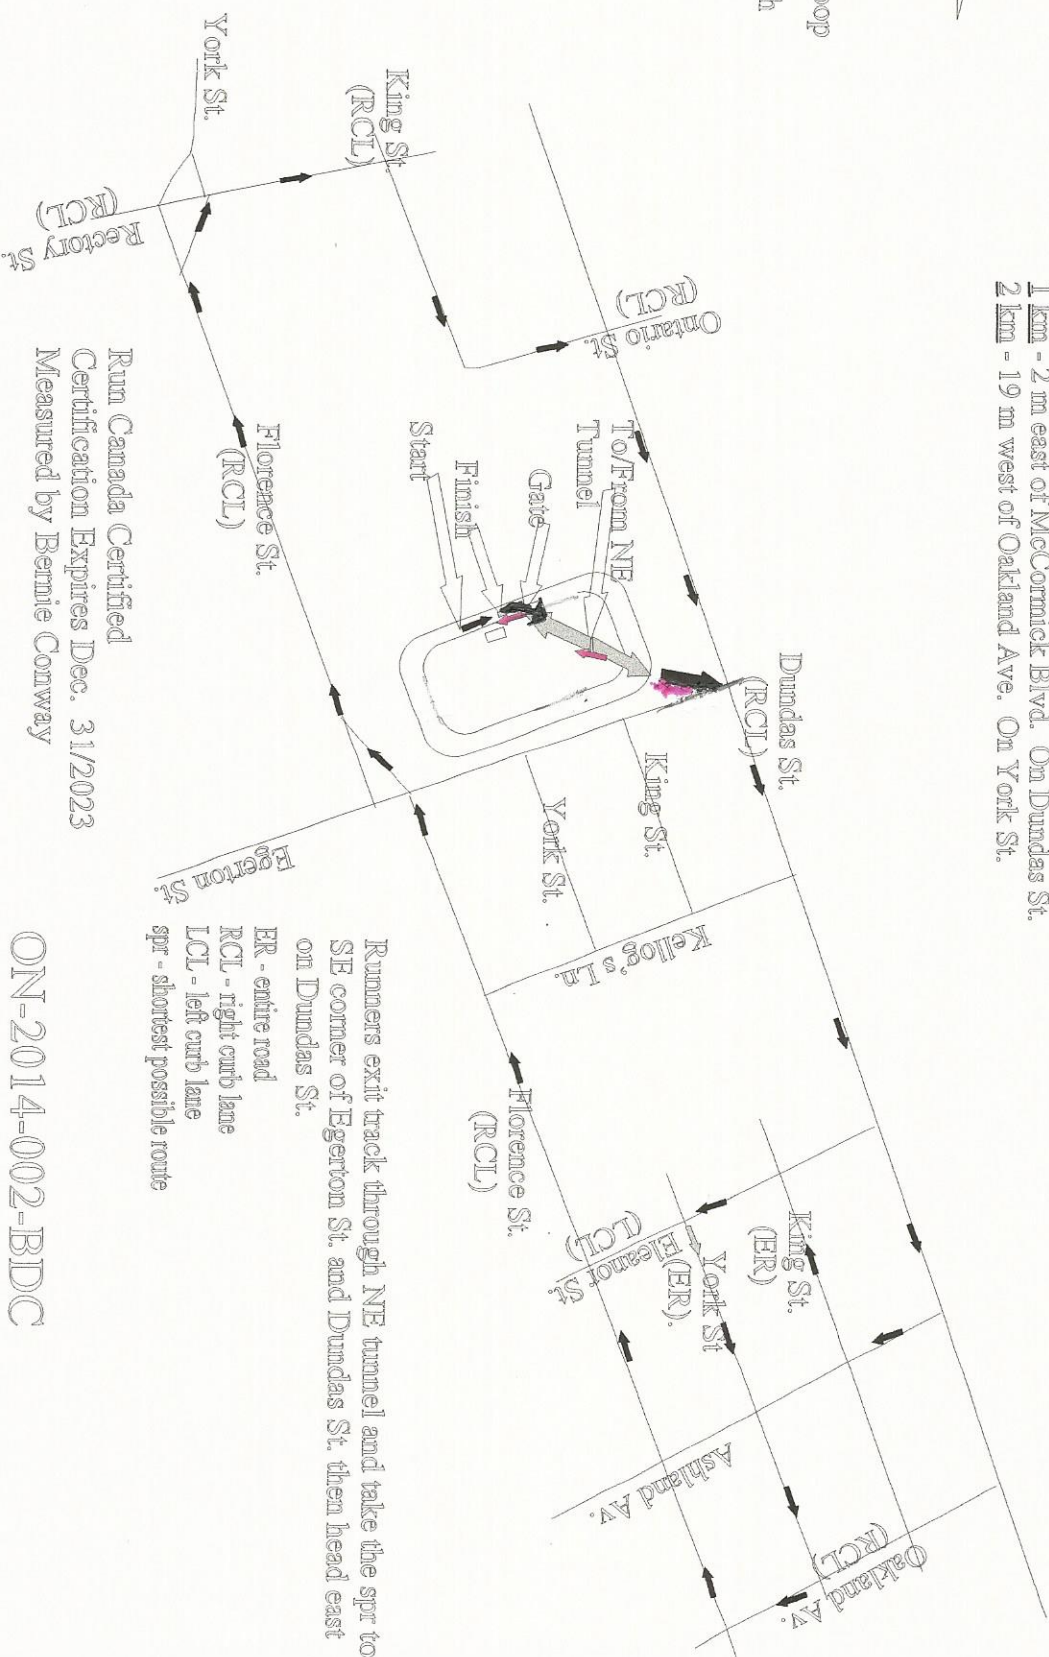 oop
h
1 km - 2 m east of McCormick Blvd. On Dundas St.
2 km - 19 m west of Oakland Ave. On York St.
York St.
King St.
(RCL)
Rectory St.
(RCL)
Ontario St.
(RCL)
To/From NE
Tunnel
Gate
Finish
Start
Florence St.
(RCL)
Dundas St.
(RCL)
King St.
York St.
Egerton St.
Kellog's Ln.
Florence St.
(RCL)
King St.
(ER)
York St
(ER).
Eleanor St.
(LCL)
Ashland Av.
Oakland Av.
(RCL)
Runners exit track through NE tunnel and take the spr to
SE corner of Egerton St. and Dundas St. then head east
on Dundas St.
ER - entire road
RCL - right curb lane
LCL - left curb lane
spr - shortest possible route
Run Canada Certified
Certification Expires Dec. 31/2023
Measured by Bernie Conway
ON-2014-002-BDC